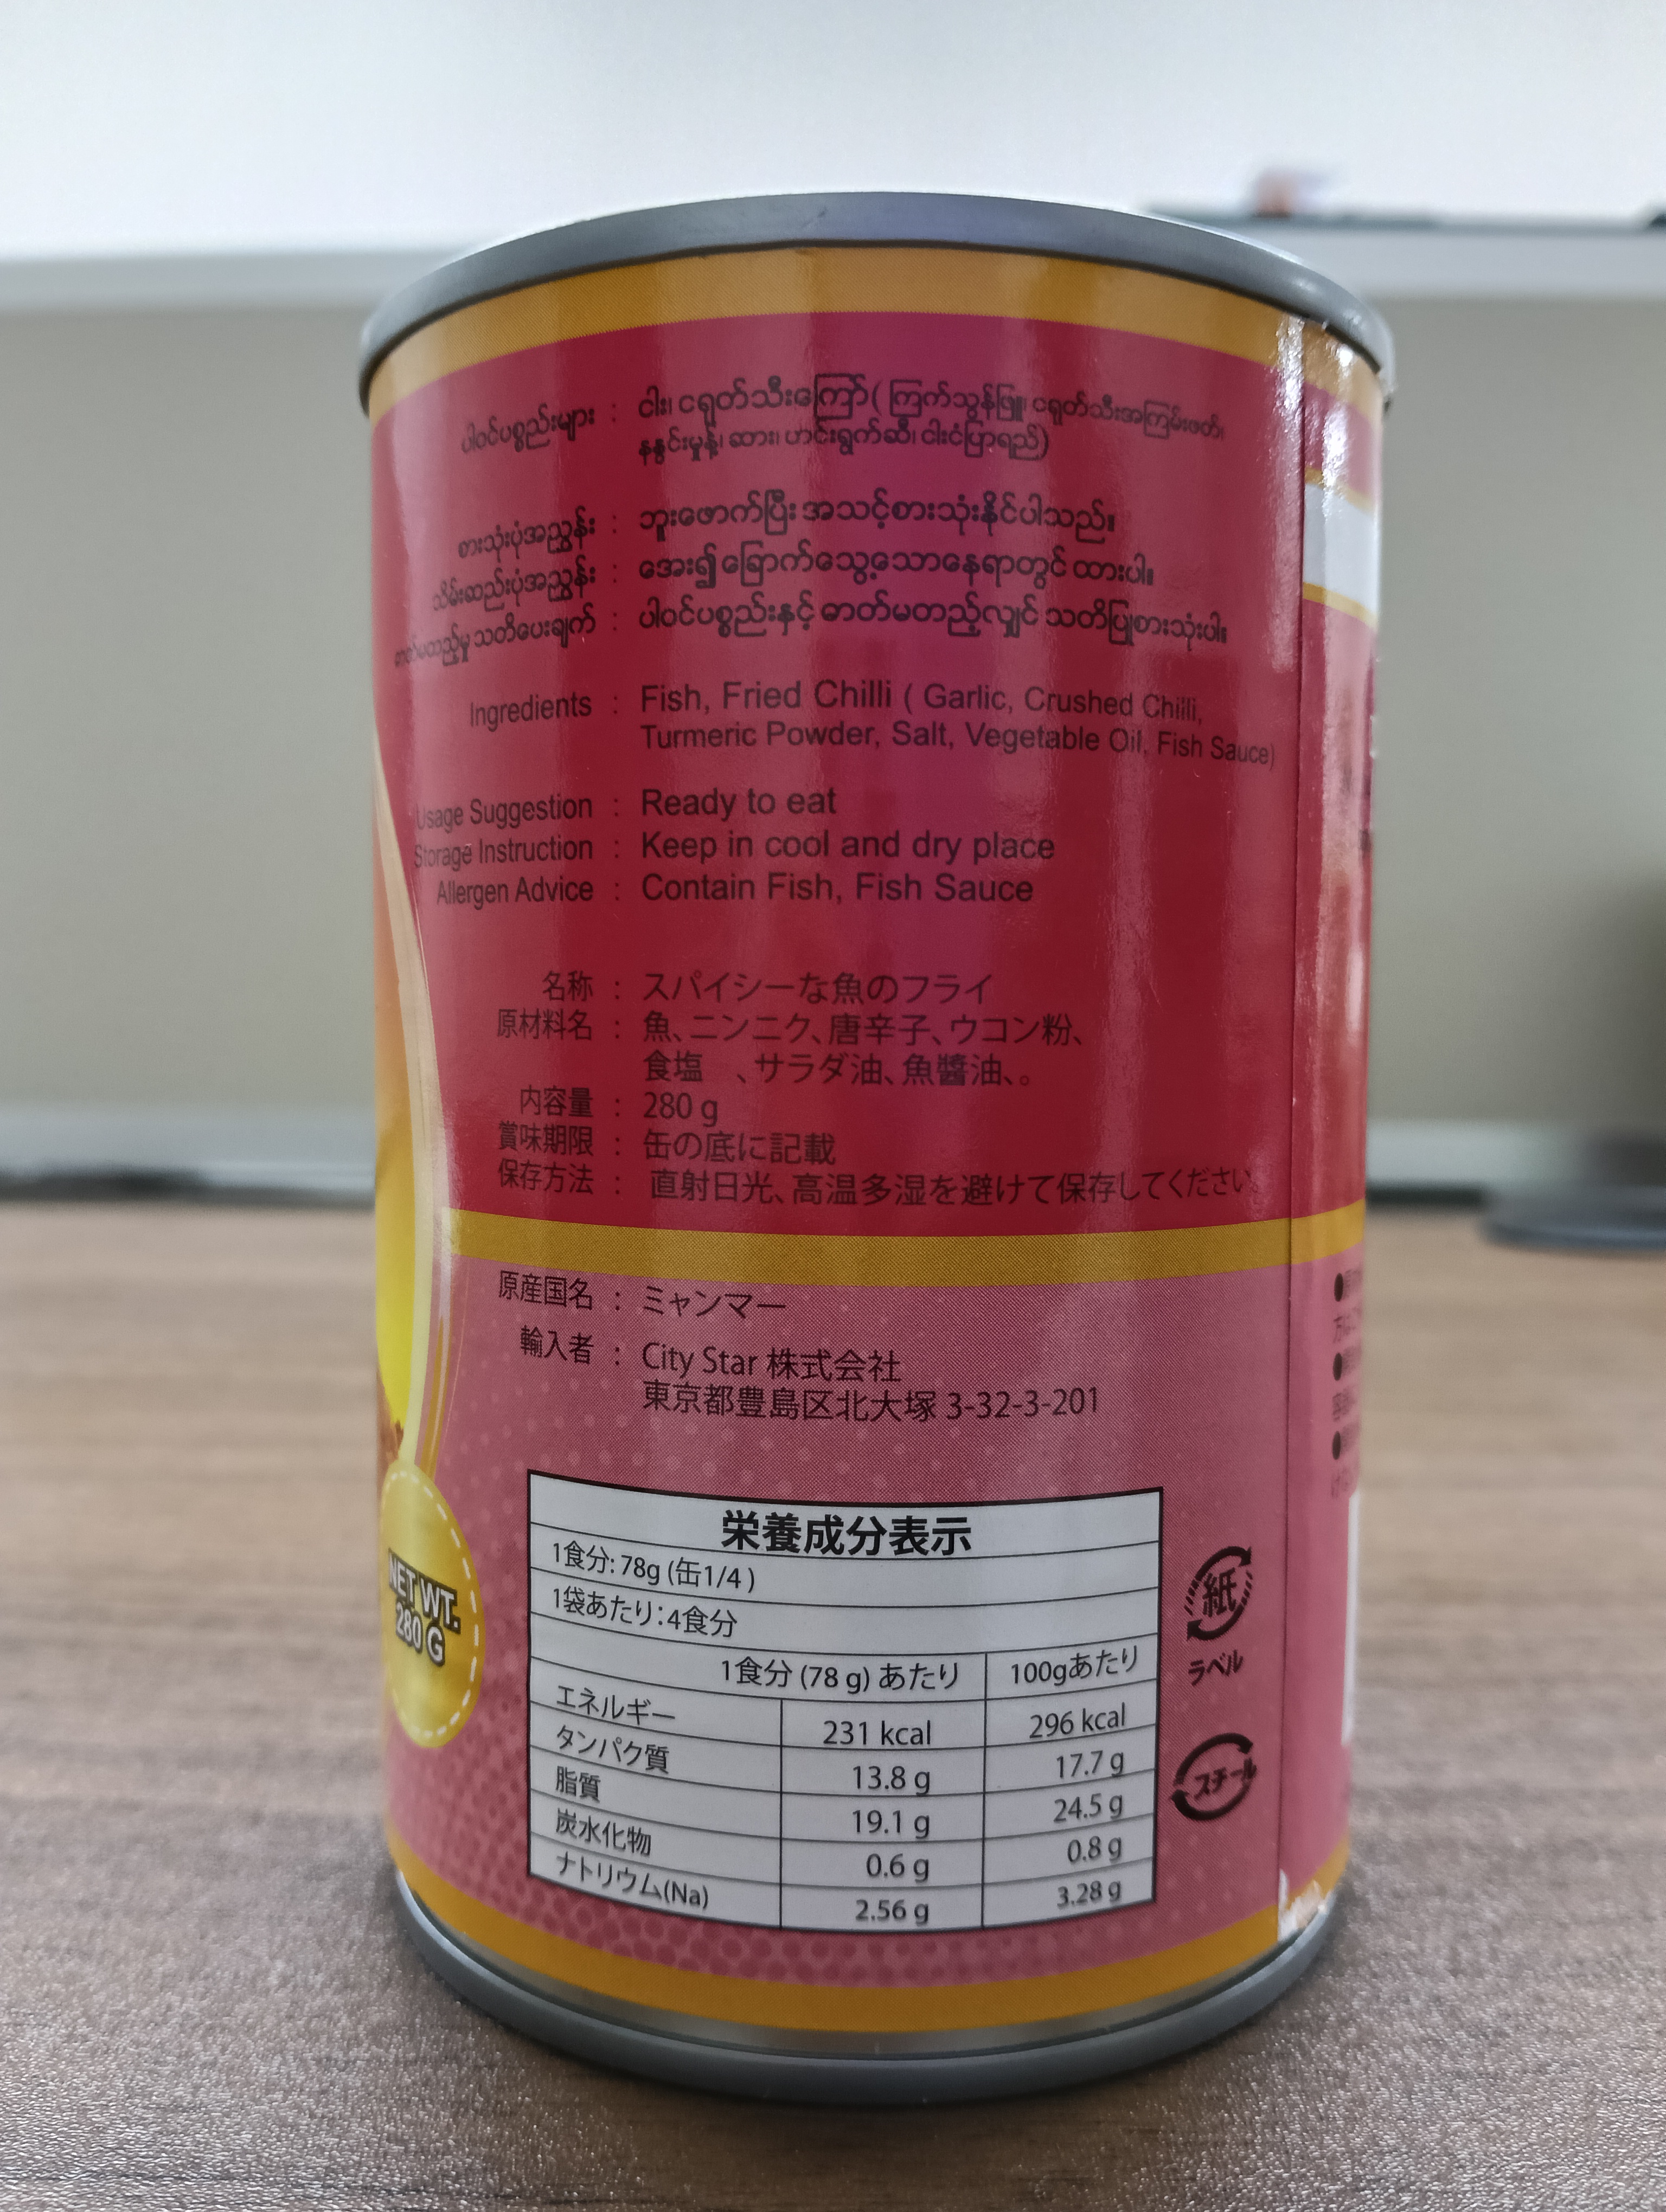 ပါဝင်ပစ္စည်းများ : ငါး၊ ငရုတ်သီးကြော် ( ကြက်သွန်ဖြူ၊ ငရုတ်သီးအကြမ်းဖတ်၊
နနွင်းမှုန့်၊ ဆား၊ ဟင်းရွက်ဆီ၊ ငါးငံပြာရည်)
စားသုံးပုံအညွှန်း : ဘူးဖောက်ပြီး အသင့်စားသုံးနိုင်ပါသည်။
သိမ်းဆည်းပုံအညွှန်း : အေး၍ ခြောက်သွေ့သောနေရာတွင် ထားပါ။
ဓာတ်မတည့်မှု သတိပေးချက် : ပါဝင်ပစ္စည်းနှင့် ဓာတ်မတည့်လျှင် သတိပြုစားသုံးပါ။
Ingredients : Fish, Fried Chilli ( Garlic, Crushed Chilli,
Turmeric Powder, Salt, Vegetable Oil, Fish Sauce)
Usage Suggestion : Ready to eat
Storage Instruction : Keep in cool and dry place
Allergen Advice : Contain Fish, Fish Sauce
名称 : スパイシーな魚のフライ
原材料名 : 魚、ニンニク、唐辛子、ウコン粉、
食塩 、サラダ油、魚醬油、。
内容量 : 280 g
賞味期限 : 缶の底に記載
保存方法 : 直射日光、高温多湿を避けて保存してください。
原産国名 : ミャンマー
輸入者 : City Star 株式会社
東京都豊島区北大塚 3-32-3-201
NET WT.
280 G
栄養成分表示
1食分: 78g (缶1/4 )
1袋あたり：4食分
1食分 (78 g) あたり 100gあたり
エネルギー 231 kcal 296 kcal
タンパク質 13.8 g 17.7 g
脂質 19.1 g 24.5 g
炭水化物 0.6 g 0.8 g
ナトリウム(Na) 2.56 g 3.28 g
紙
ラベル
スチール